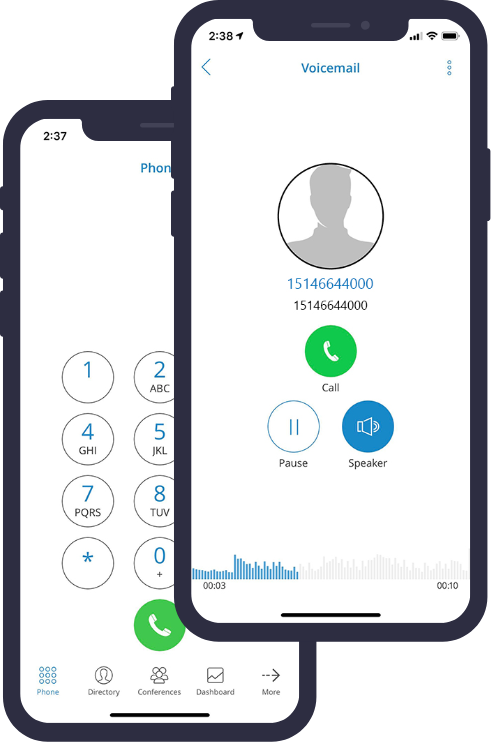 2:38
Voicemail
15146644000
15146644000
Call
Pause
Speaker
00:03
00:10
2:37
Phon
1
2
ABC
4
GHI
5
JKL
7
PQRS
8
TUV
*
0
+
Phone
Directory
Conferences
Dashboard
More